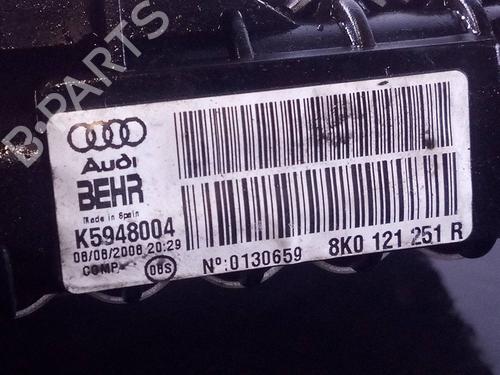 B-PARTS
Audi
BEHR
Made in Spain
K5948004
08/08/2008 20:29
COMP. 08S
Nº:0130659
8K0 121 251 R